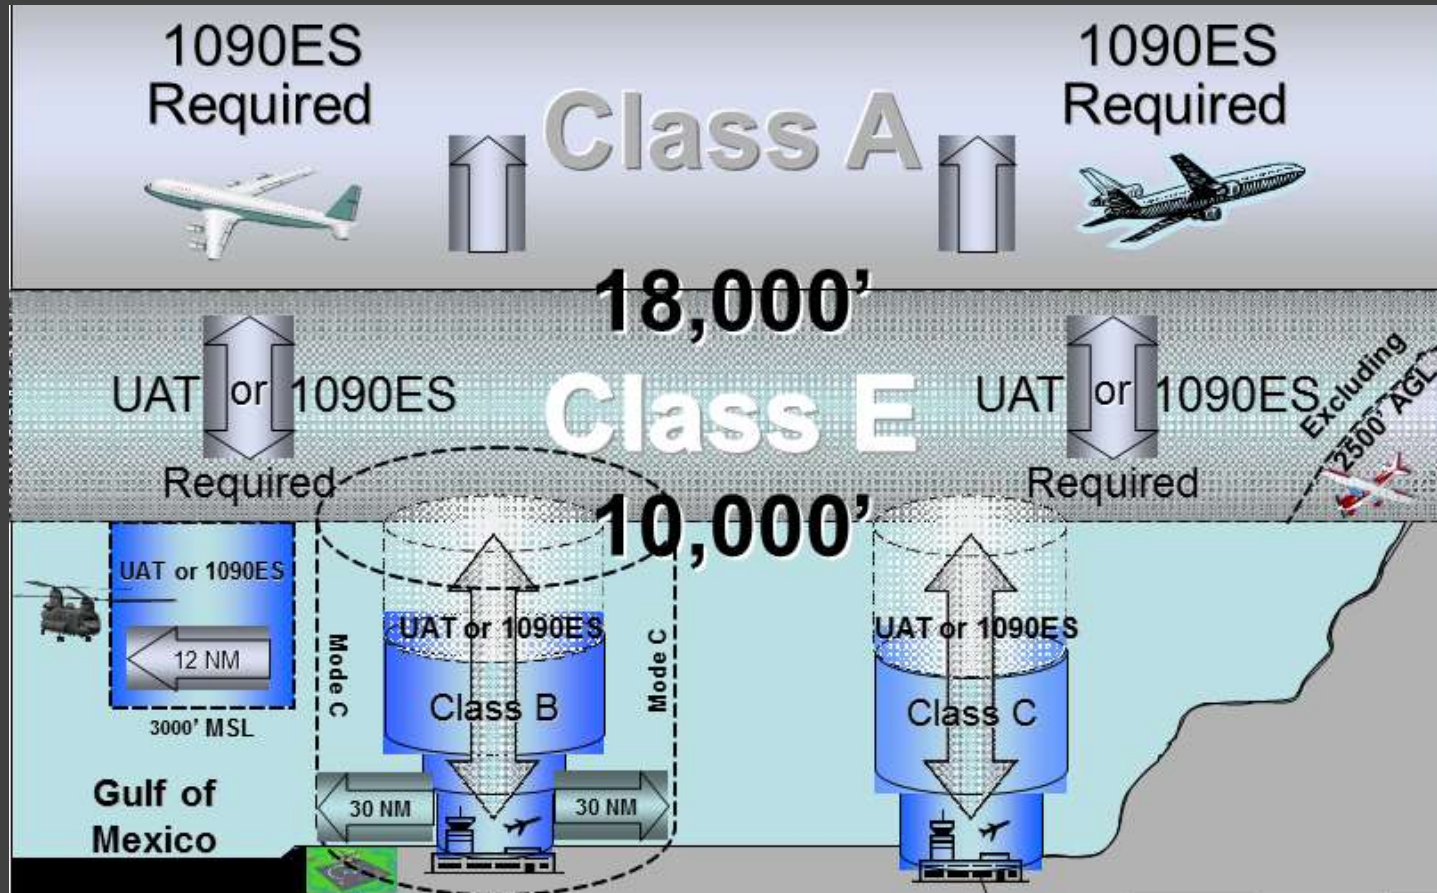 1090ES
Required
1090ES
Required
Class A
18,000’
UAT or 1090ES
Required
Class E
UAT or 1090ES
Required
Excluding
2500’ AGL
10,000’
UAT or 1090ES
12 NM
3000’ MSL
Gulf of
Mexico
Mode C
Mode C
UAT or 1090ES
Class B
30 NM
30 NM
UAT or 1090ES
Class C